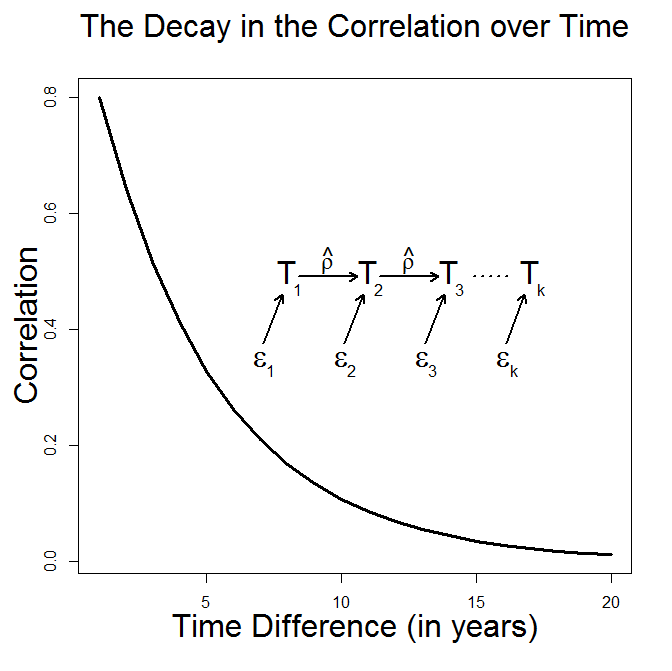 The Decay in the Correlation over Time
Correlation
0.8
0.6
0.4
0.2
0.0
ρ̂ ρ̂
T₁ T₂ T₃ ..... Tₖ
ε₁ ε₂ ε₃ εₖ
5 10 15 20
Time Difference (in years)